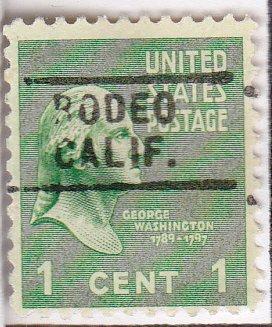 UNITED
STATES
POSTAGE
RODEO
CALIF.
GEORGE
WASHINGTON
1789-1797
1 CENT 1